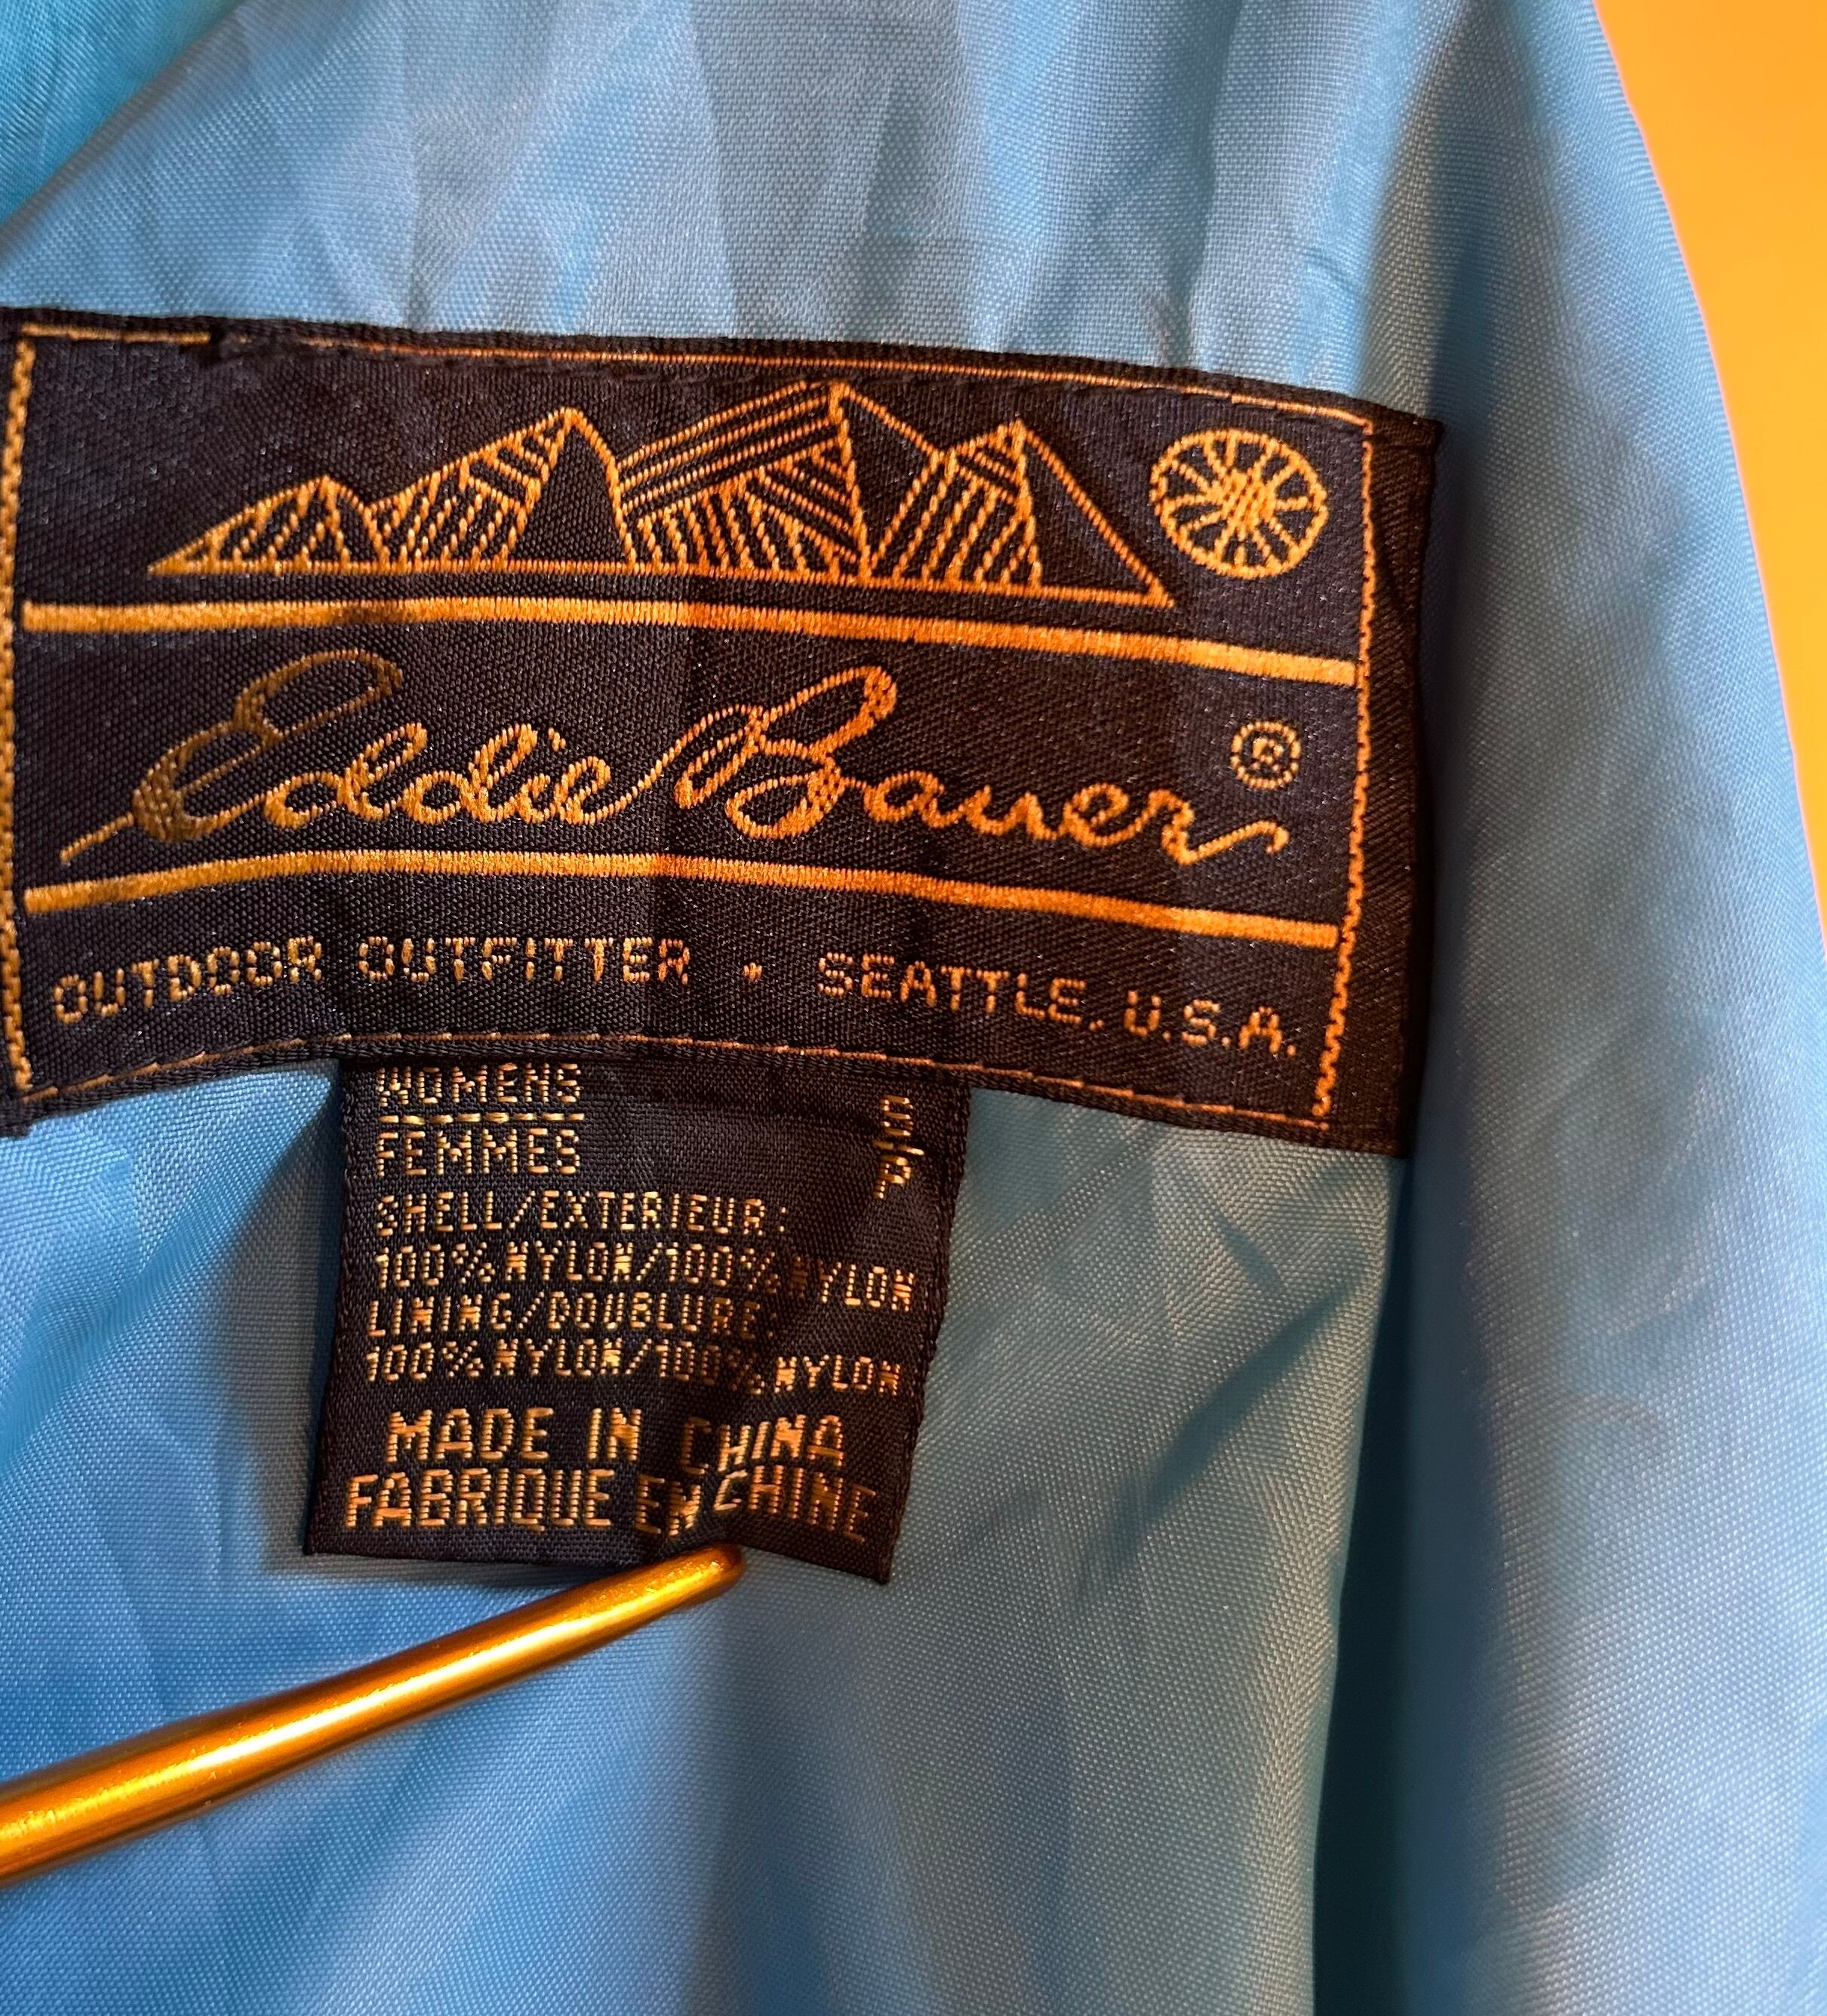 Eddie Bauer ®
OUTDOOR OUTFITTER • SEATTLE, U.S.A.
WOMENS S
FEMMES P
SHELL/EXTERIEUR:
100% NYLON/100% NYLON
LINING/DOUBLURE:
100% NYLON/100% NYLON
MADE IN CHINA
FABRIQUE EN CHINE